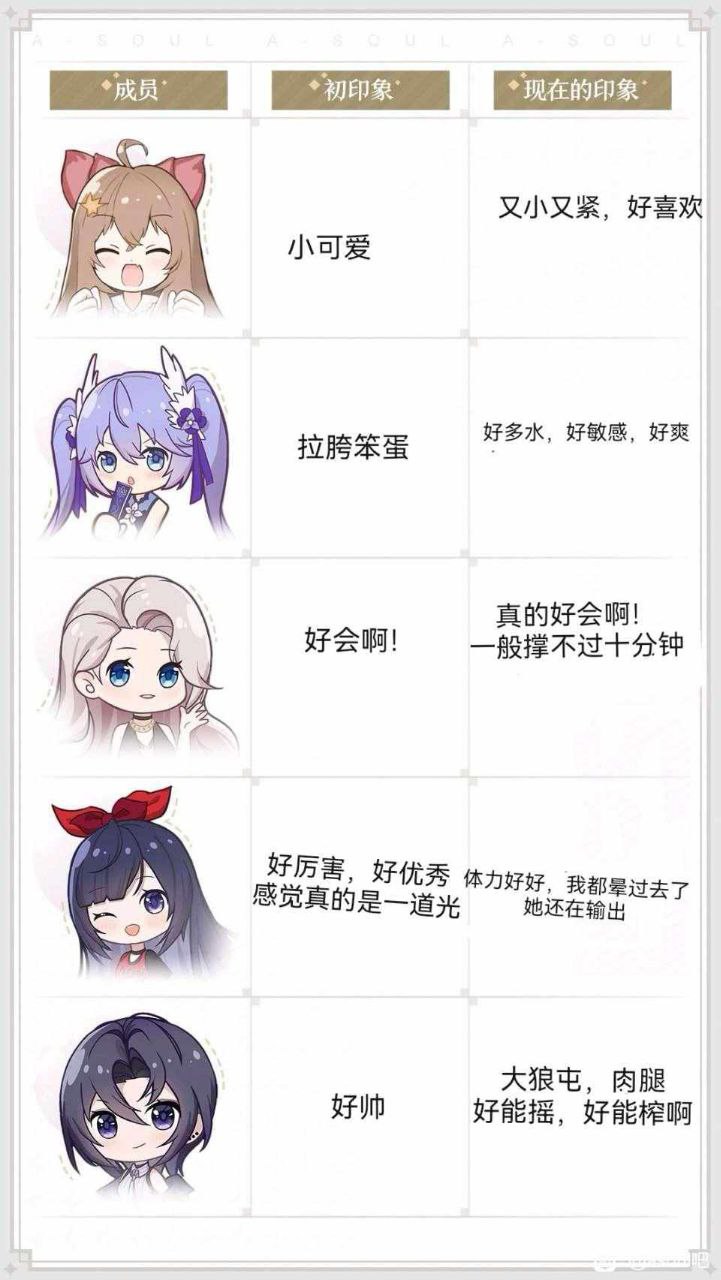 A-SOUL A-SOUL A-SOUL
成员 初印象 现在的印象
小可爱
又小又紧，好喜欢
拉胯笨蛋
好多水，好敏感，好爽
好会啊！
真的好会啊！
一般撑不过十分钟
好厉害，好优秀
感觉真的是一道光
体力好好，我都晕过去了
她还在输出
好帅
大狼屯，肉腿
好能摇，好能榨啊